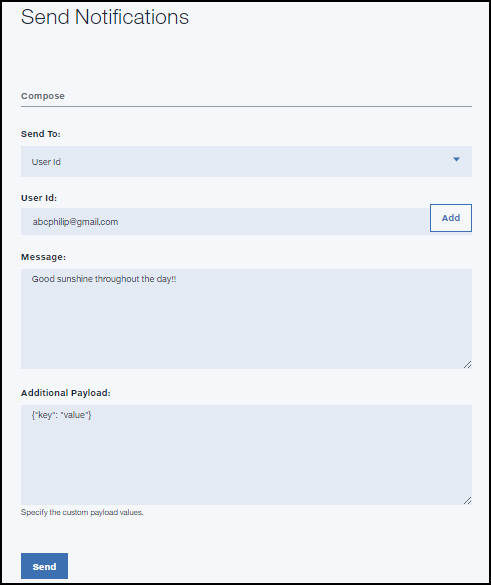 Send Notifications
Compose
Send To:
User Id
User Id:
abcphilip@gmail.com
Add
Message:
Good sunshine throughout the day!!
Additional Payload:
{"key": "value"}
Specify the custom payload values.
Send